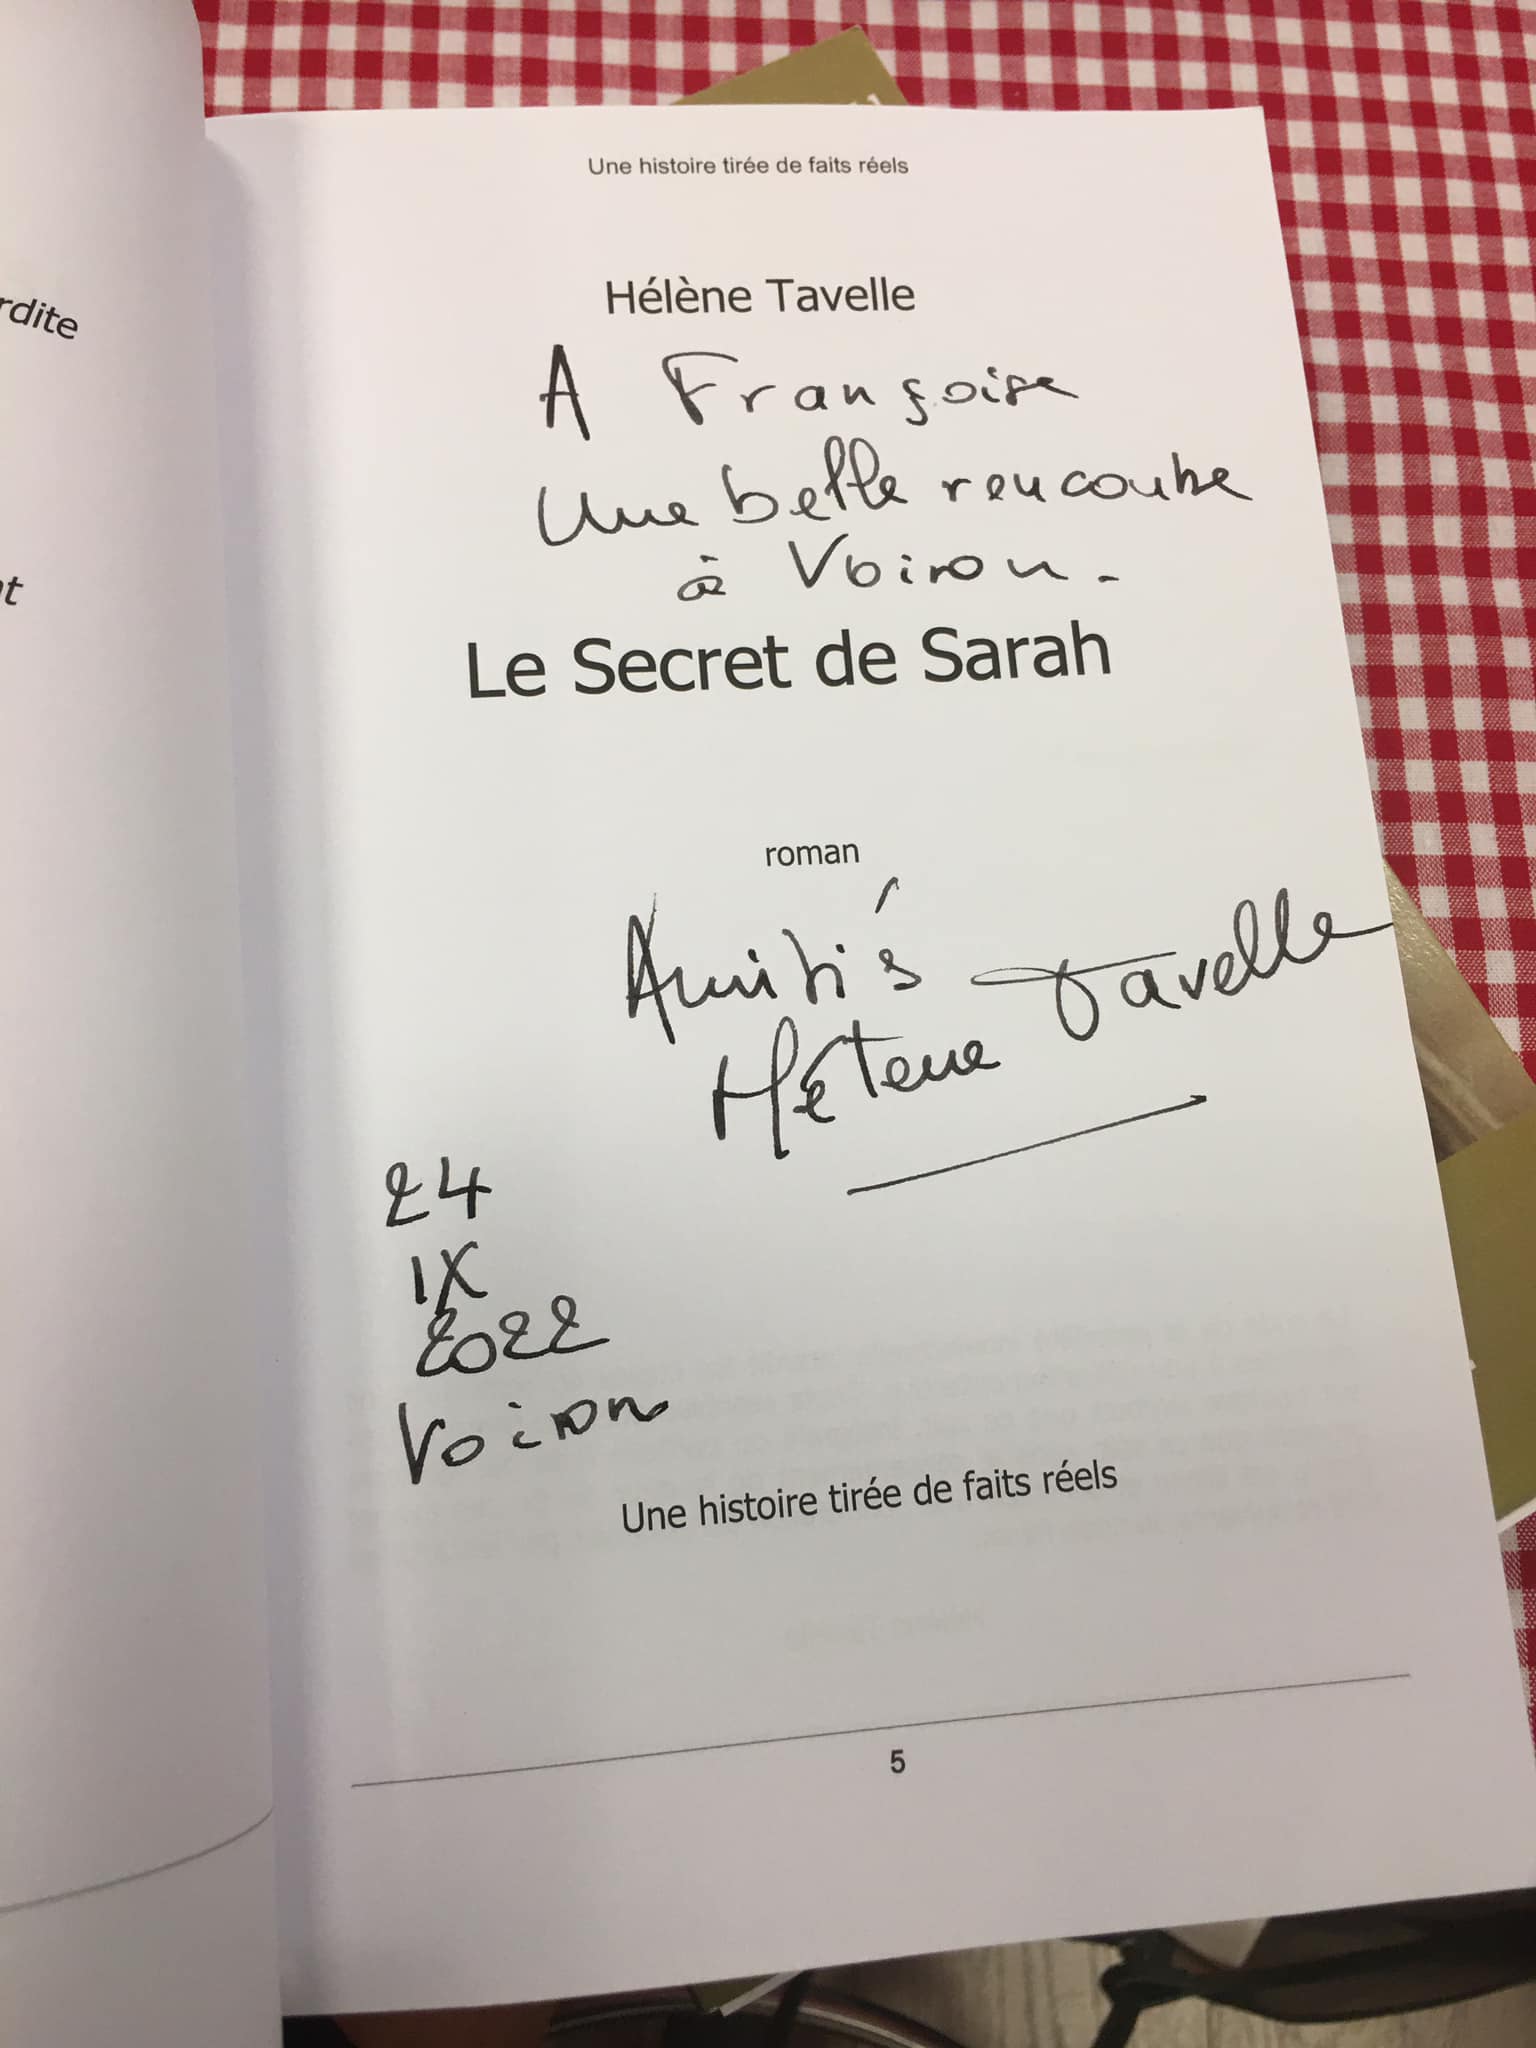 rdite
t
Une histoire tirée de faits réels
Hélène Tavelle
A Françoise
Une belle rencontre
à Voiron.
Le Secret de Sarah
roman
Amitiés
Hélène Tavelle
24
IX
2022
Voiron
Une histoire tirée de faits réels
5